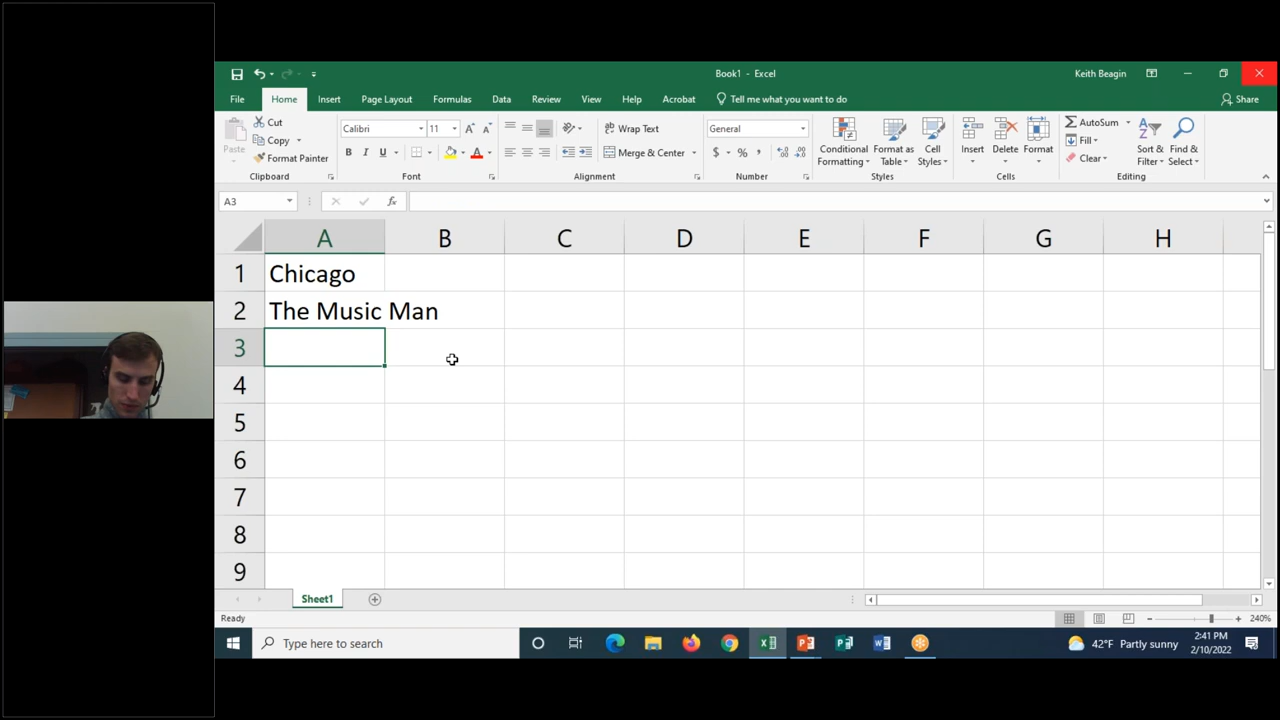 Book1 - Excel
Keith Beagin
File Home Insert Page Layout Formulas Data Review View Help Acrobat Tell me what you want to do Share
Paste
Cut
Copy
Format Painter
Clipboard
Calibri 11
B I U
Font
Wrap Text
Merge & Center
Alignment
General
$ % ,
Number
Conditional Formatting
Format as Table
Cell Styles
Styles
Insert Delete Format
Cells
AutoSum
Fill
Clear
Sort & Filter
Find & Select
Editing
A3 fx
A B C D E F G H
1 Chicago
2 The Music Man
3
4
5
6
7
8
9
Sheet1
Ready 240%
Type here to search
42°F Partly sunny
2:41 PM
2/10/2022